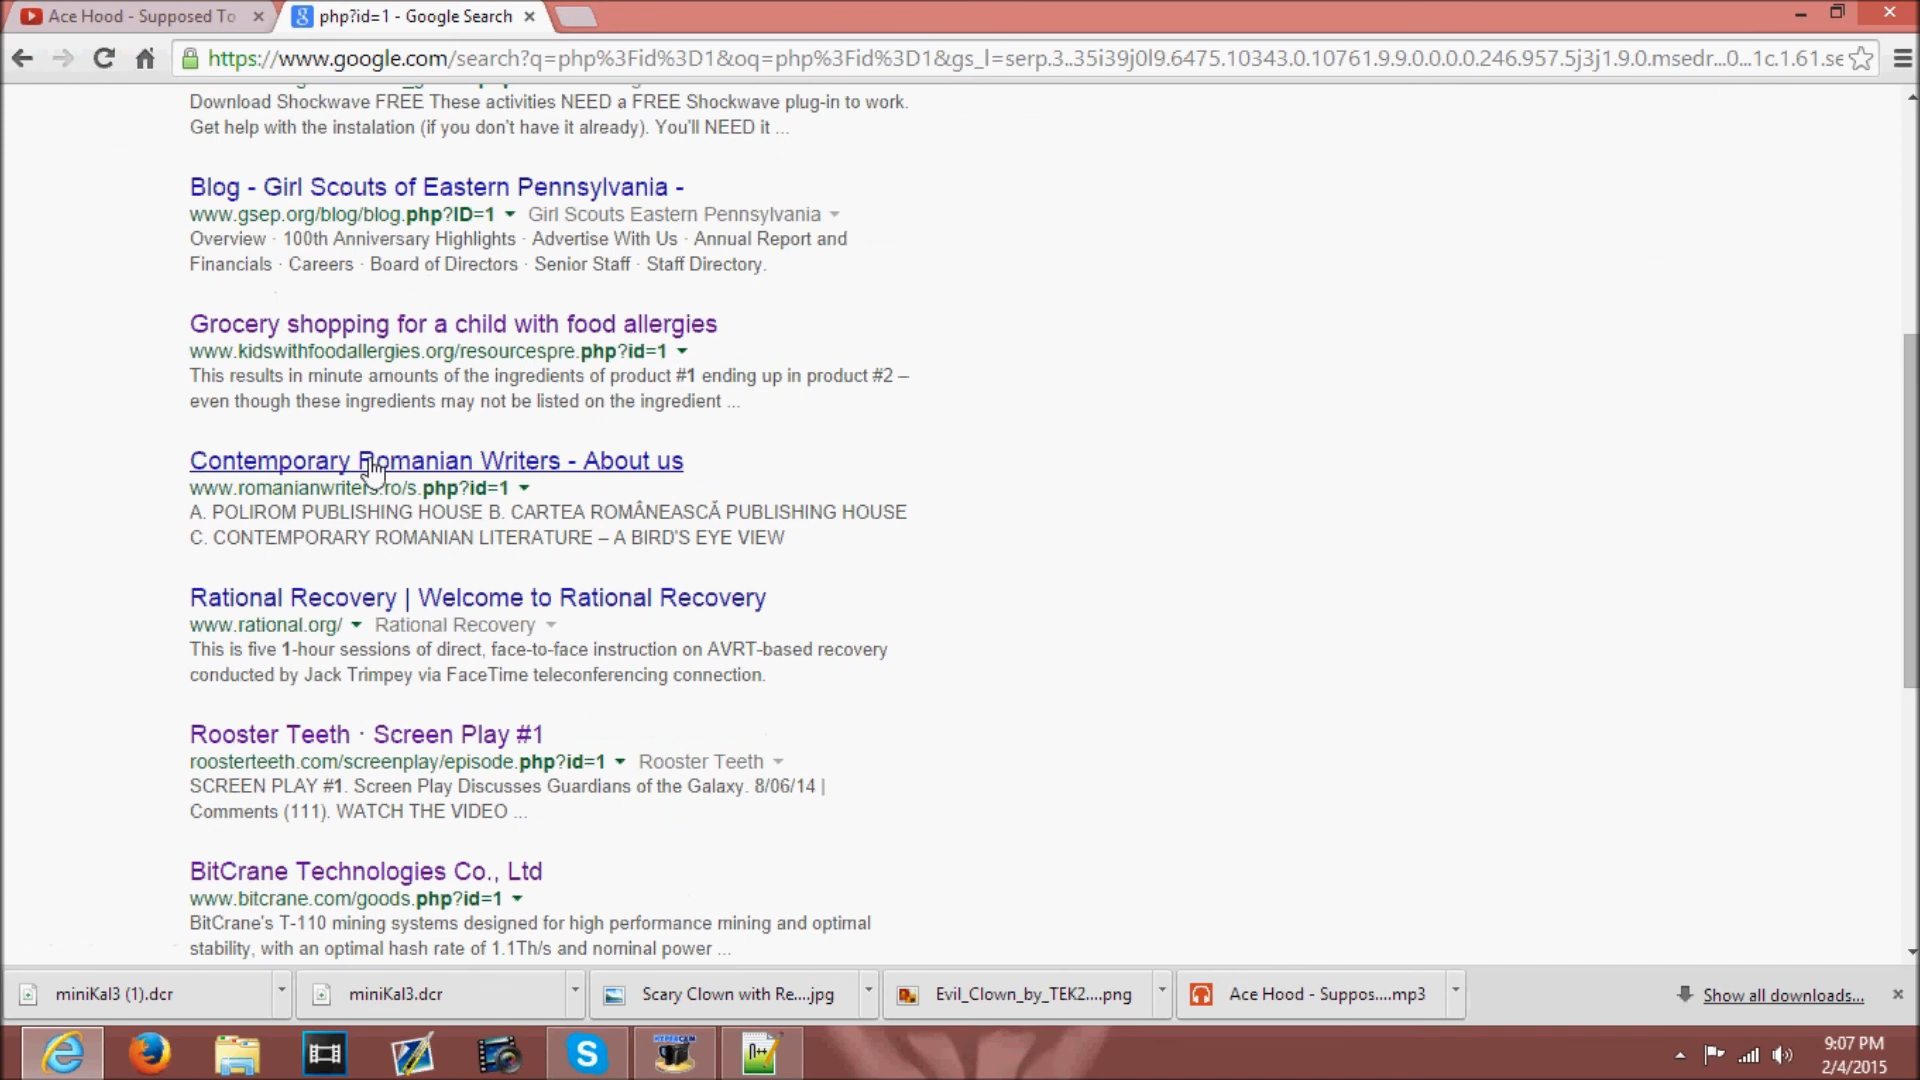 Ace Hood - Supposed To
php?id=1 - Google Search
https://www.google.com/search?q=php%3Fid%3D1&oq=php%3Fid%3D1&gs_l=serp.3..35i39j0l9.6475.10343.0.10761.9.9.0.0.0.0.246.957.5j3j1.9.0.msedr...0...1c.1.61.se
Download Shockwave FREE These activities NEED a FREE Shockwave plug-in to work.
Get help with the instalation (if you don't have it already). You'll NEED it ...
Blog - Girl Scouts of Eastern Pennsylvania -
www.gsep.org/blog/blog.php?ID=1 Girl Scouts Eastern Pennsylvania
Overview · 100th Anniversary Highlights · Advertise With Us · Annual Report and
Financials · Careers · Board of Directors · Senior Staff · Staff Directory.
Grocery shopping for a child with food allergies
www.kidswithfoodallergies.org/resourcespre.php?id=1
This results in minute amounts of the ingredients of product #1 ending up in product #2 –
even though these ingredients may not be listed on the ingredient ...
Contemporary Romanian Writers - About us
www.romanianwriters.ro/s.php?id=1
A. POLIROM PUBLISHING HOUSE B. CARTEA ROMÂNEASCĂ PUBLISHING HOUSE
C. CONTEMPORARY ROMANIAN LITERATURE – A BIRD'S EYE VIEW
Rational Recovery | Welcome to Rational Recovery
www.rational.org/ Rational Recovery
This is five 1-hour sessions of direct, face-to-face instruction on AVRT-based recovery
conducted by Jack Trimpey via FaceTime teleconferencing connection.
Rooster Teeth · Screen Play #1
roosterteeth.com/screenplay/episode.php?id=1 Rooster Teeth
SCREEN PLAY #1. Screen Play Discusses Guardians of the Galaxy. 8/06/14 |
Comments (111). WATCH THE VIDEO ...
BitCrane Technologies Co., Ltd
www.bitcrane.com/goods.php?id=1
BitCrane's T-110 mining systems designed for high performance mining and optimal
stability, with an optimal hash rate of 1.1Th/s and nominal power ...
miniKal3 (1).dcr
miniKal3.dcr
Scary Clown with Re....jpg
Evil_Clown_by_TEK2....png
Ace Hood - Suppos....mp3
Show all downloads...
HYPERCAM
9:07 PM
2/4/2015